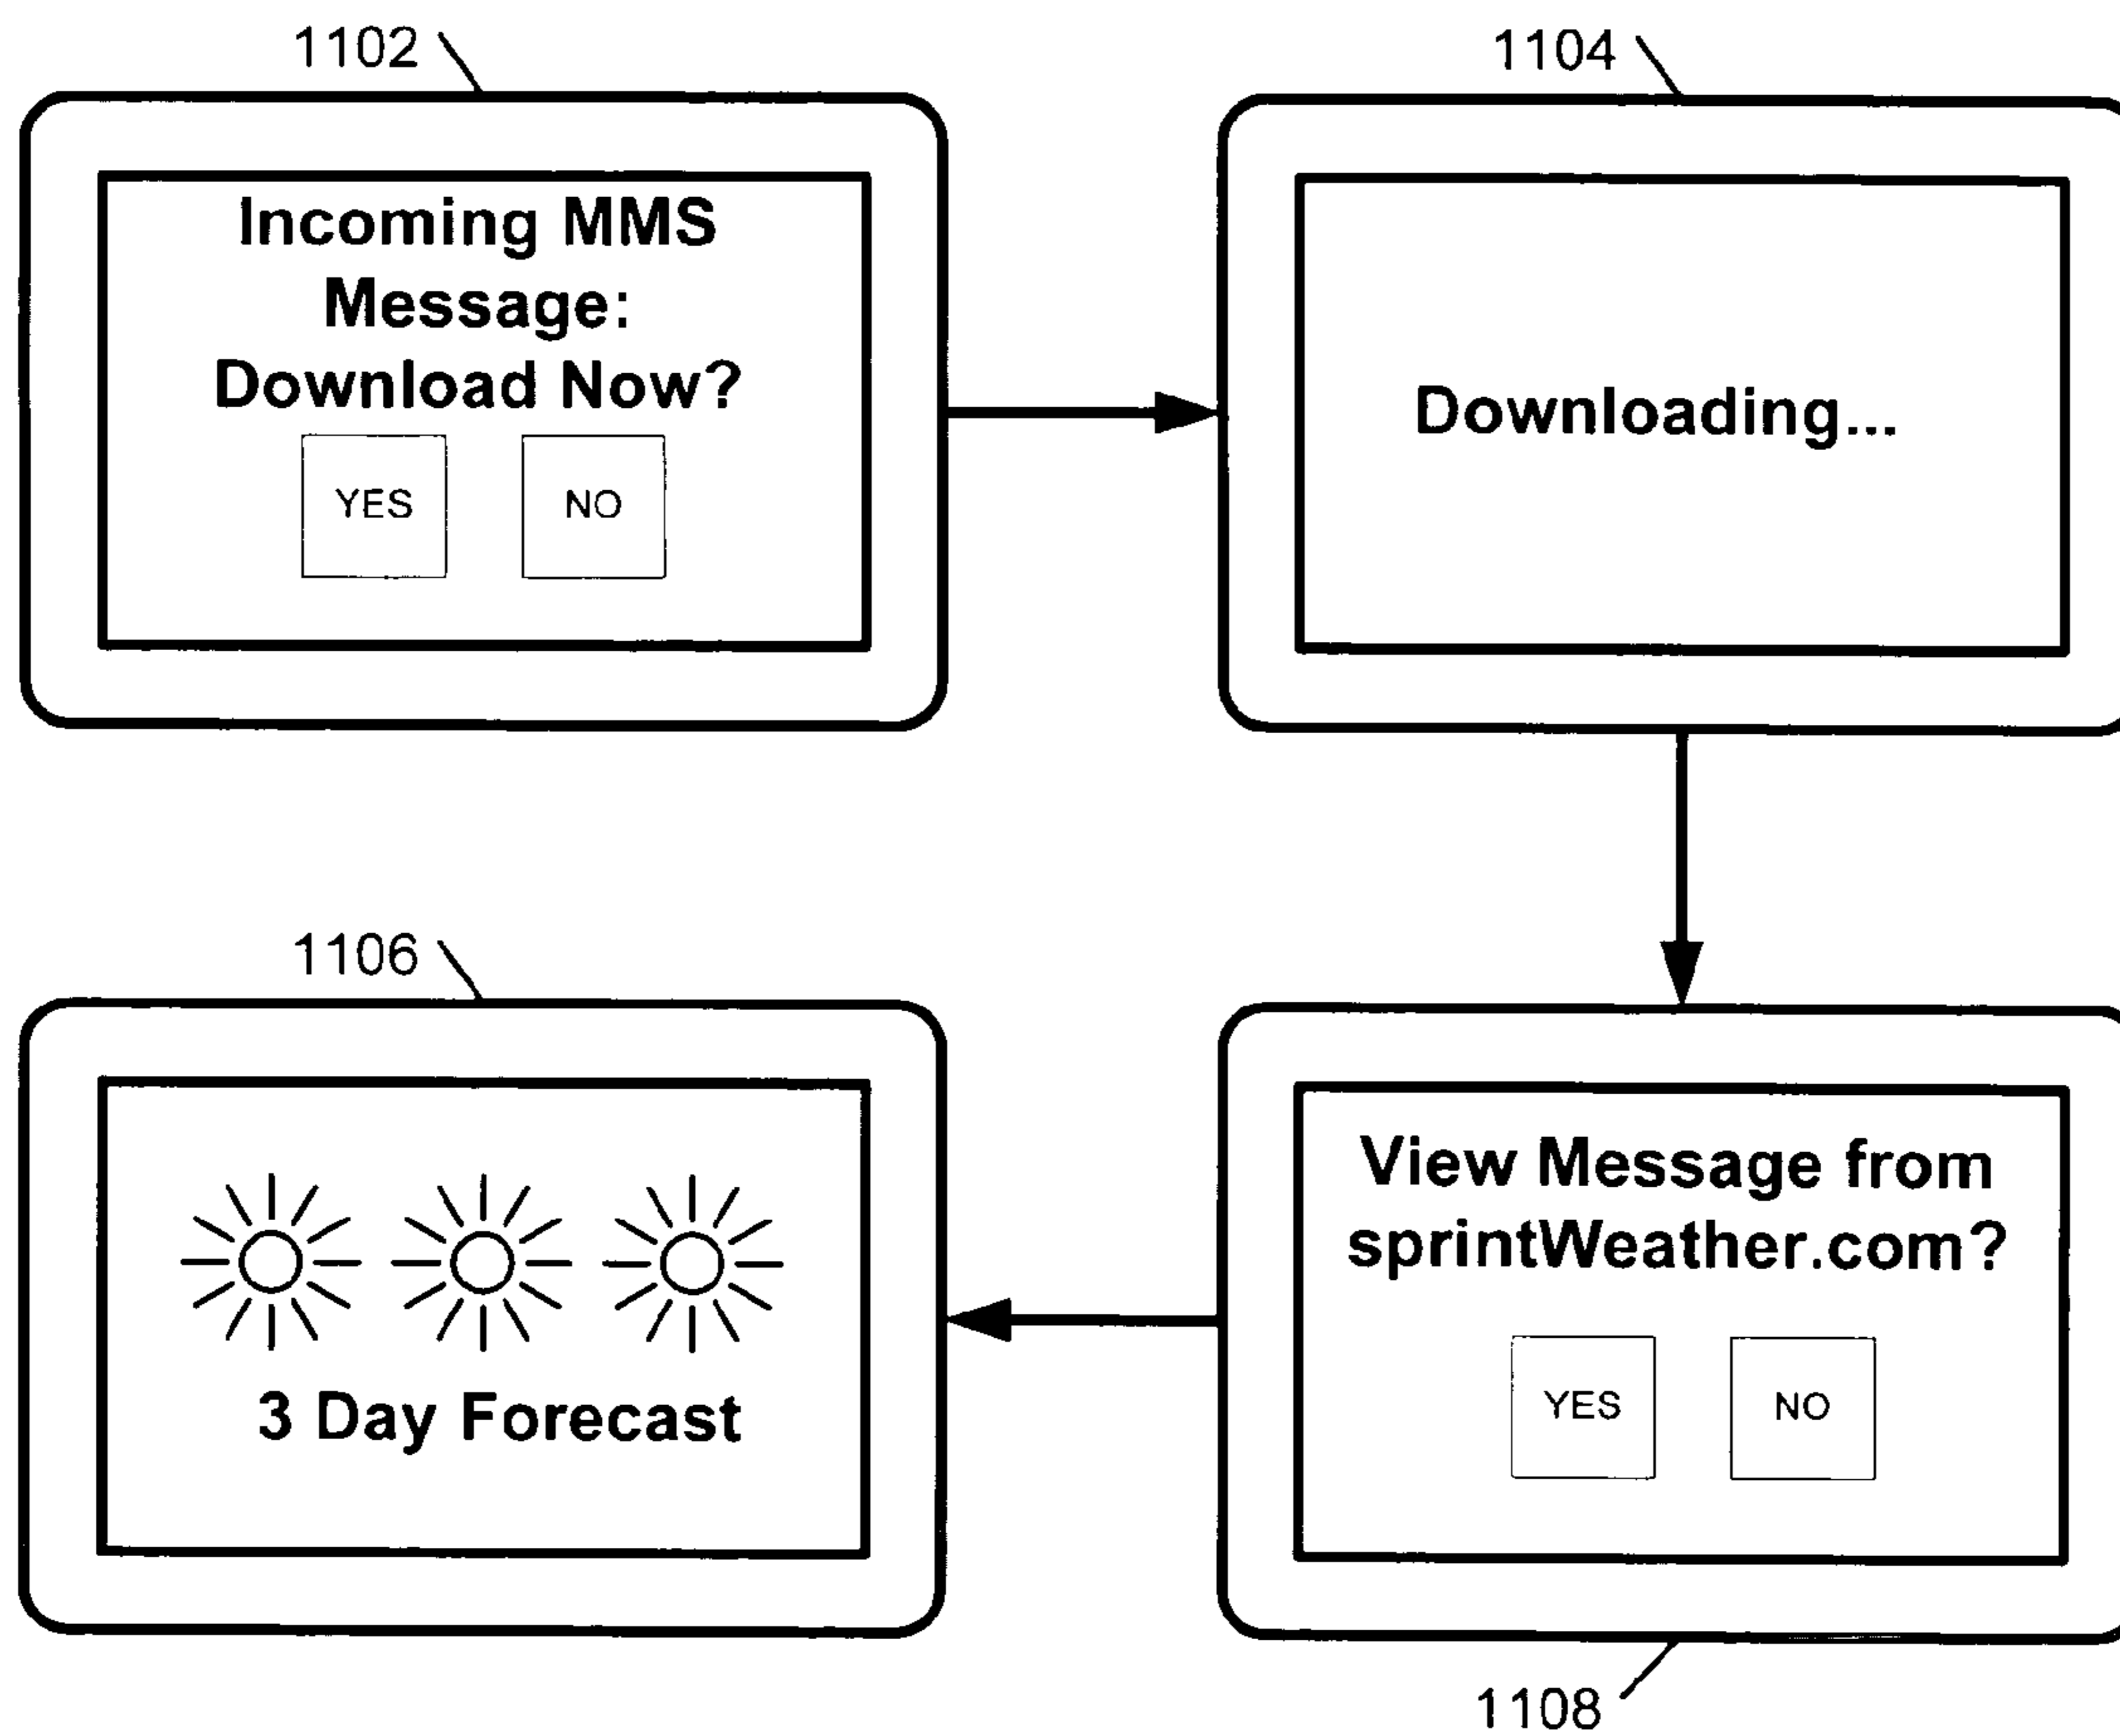 1102
Incoming MMS
Message:
Download Now?
YES NO
1104
Downloading...
1106
3 Day Forecast
View Message from
sprintWeather.com?
YES NO
1108